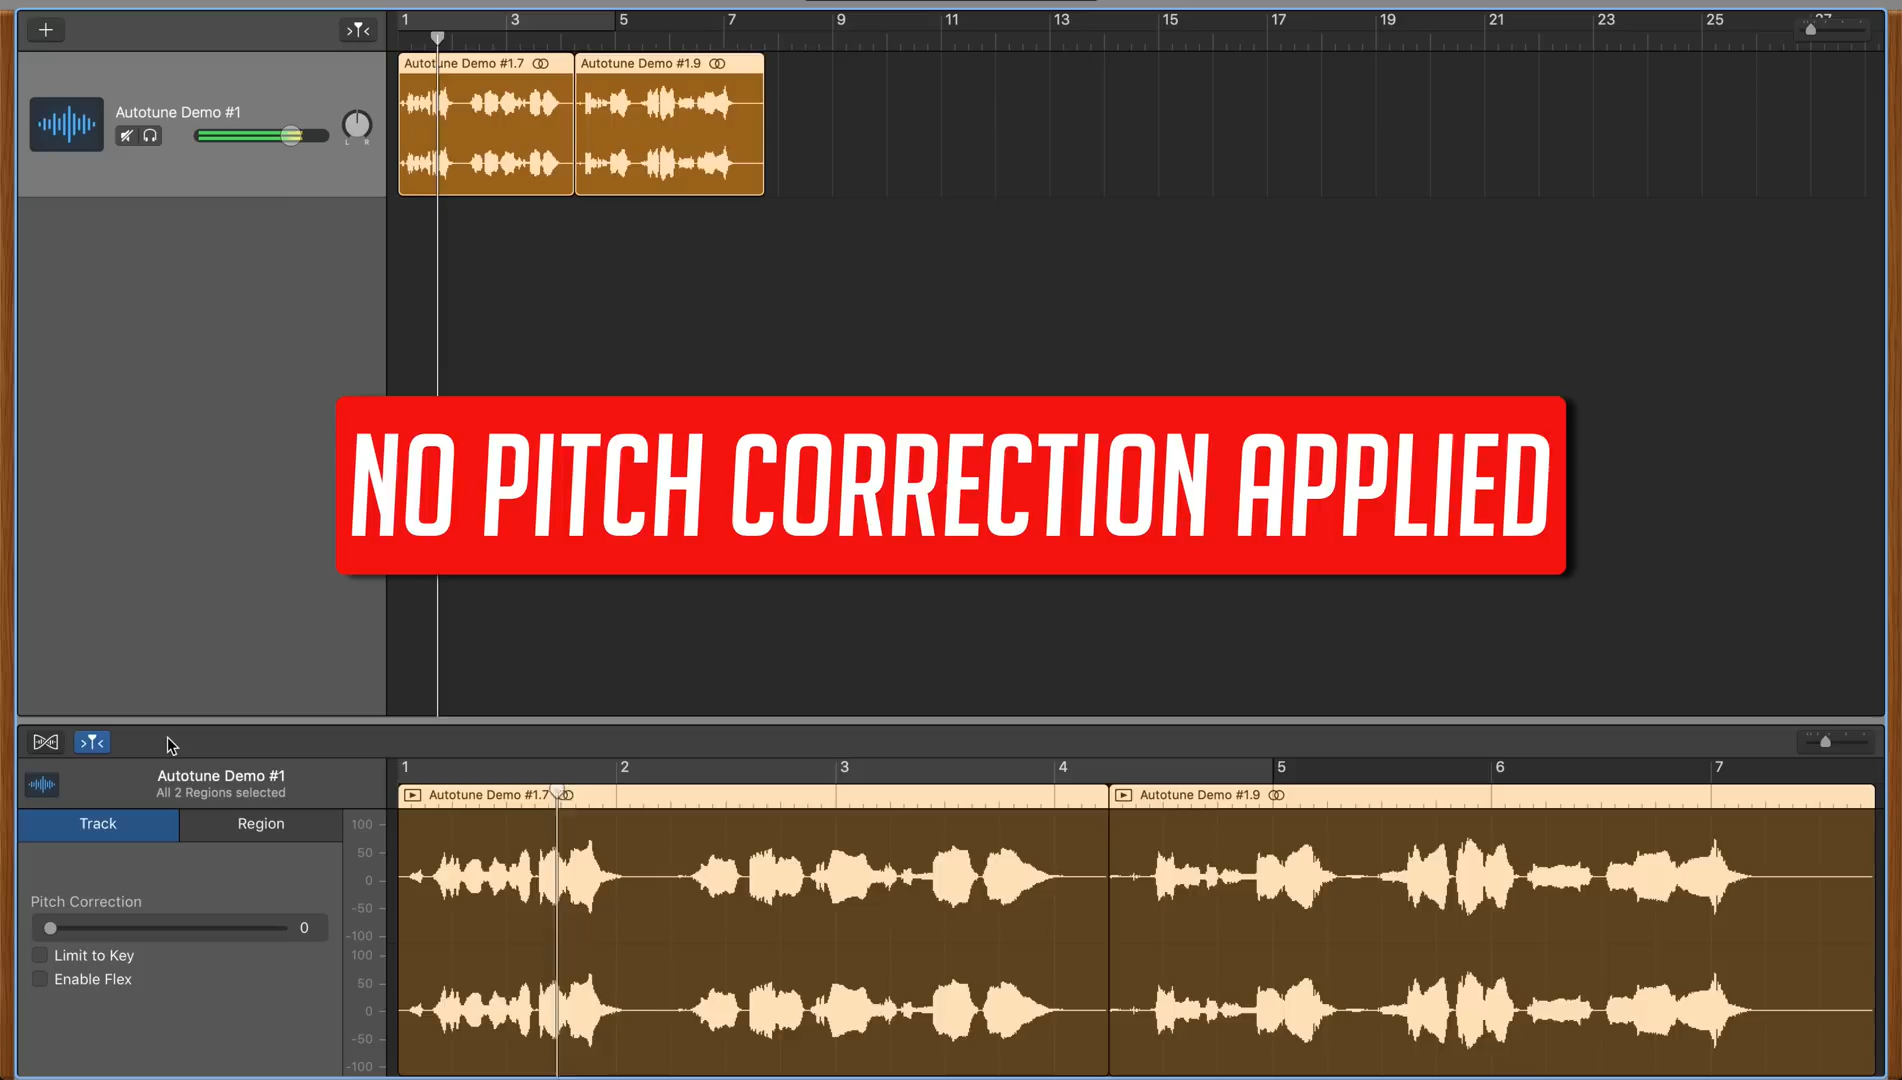 1 3 5 7 9 11 13 15 17 19 21 23 25 27
Autotune Demo #1.7 Autotune Demo #1.9
Autotune Demo #1
L R
NO PITCH CORRECTION APPLIED
1 2 3 4 5 6 7
Autotune Demo #1
All 2 Regions selected
Autotune Demo #1.7 Autotune Demo #1.9
Track Region
100
50
0
-50
-100
100
50
0
-50
-100
Pitch Correction
0
Limit to Key
Enable Flex